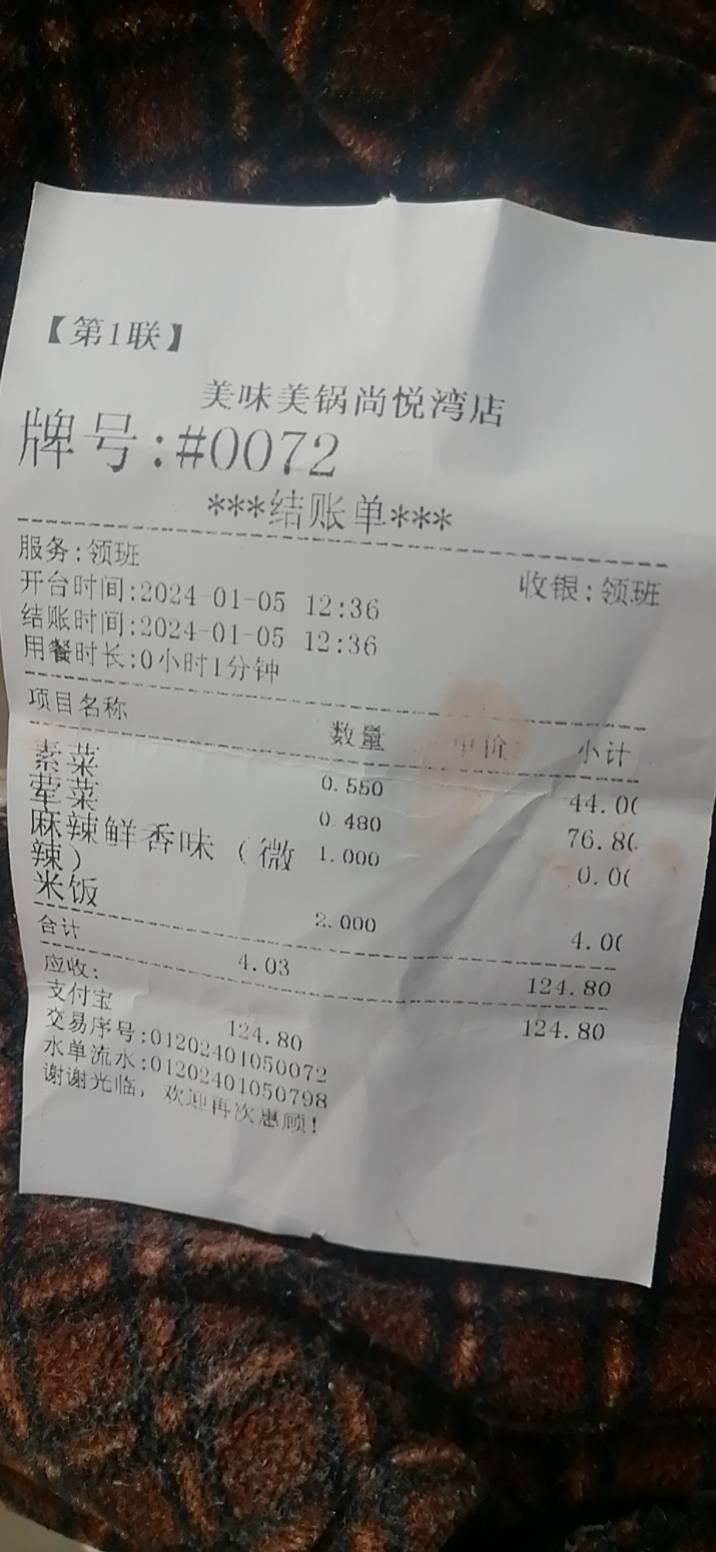 【第1联】
美味美锅尚悦湾店
牌号:#0072
***结账单***
服务:领班 收银:领班
开台时间:2024-01-05 12:36
结账时间:2024-01-05 12:36
用餐时长:0小时1分钟
项目名称 数量 单价 小计
素菜 0.550 44.00
荤菜 0.480 76.80
麻辣鲜香味（微 1.000 0.00
辣）
米饭 2.000 4.00
合计 4.03 124.80
应收: 124.80
支付宝 124.80
交易序号:01202401050072
水单流水:01202401050798
谢谢光临, 欢迎再次惠顾!